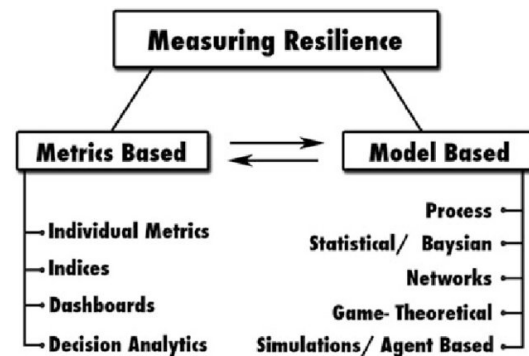 Measuring Resilience
Metrics Based
Model Based
Individual Metrics
Indices
Dashboards
Decision Analytics
Process
Statistical/ Baysian
Networks
Game- Theoretical
Simulations/ Agent Based